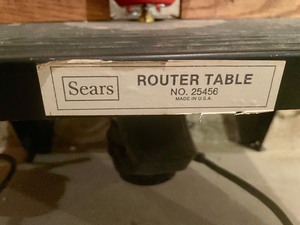 Sears
ROUTER TABLE
NO. 25456
MADE IN U.S.A.